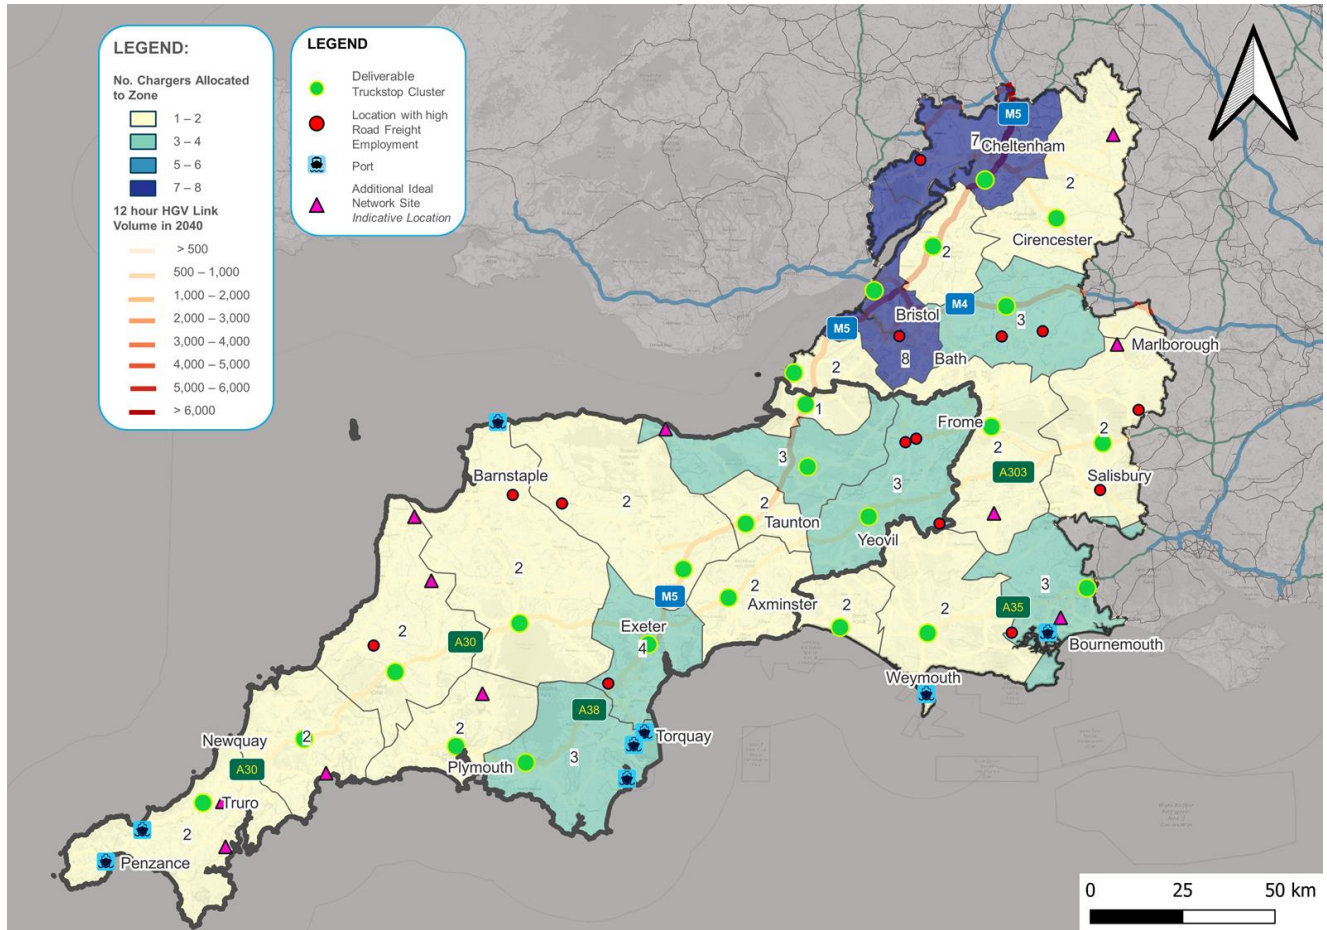 LEGEND:
No. Chargers Allocated
to Zone
1 – 2
3 – 4
5 – 6
7 – 8
12 hour HGV Link
Volume in 2040
> 500
500 – 1,000
1,000 – 2,000
2,000 – 3,000
3,000 – 4,000
4,000 – 5,000
5,000 – 6,000
> 6,000
LEGEND
Deliverable
Truckstop Cluster
Location with high
Road Freight
Employment
Port
Additional Ideal
Network Site
Indicative Location
M5
7
Cheltenham
2
Cirencester
2
M4
Bristol
3
M5
Marlborough
8
Bath
2
1
Frome
2
2
3
A303
Barnstaple
3
Salisbury
2
2
Taunton
Yeovil
2
3
M5
2
Axminster
2
2
A35
Exeter
2
A30
4
Bournemouth
Weymouth
A38
Newquay
2
2
Torquay
A30
Plymouth
3
Truro
2
Penzance
0
25
50 km